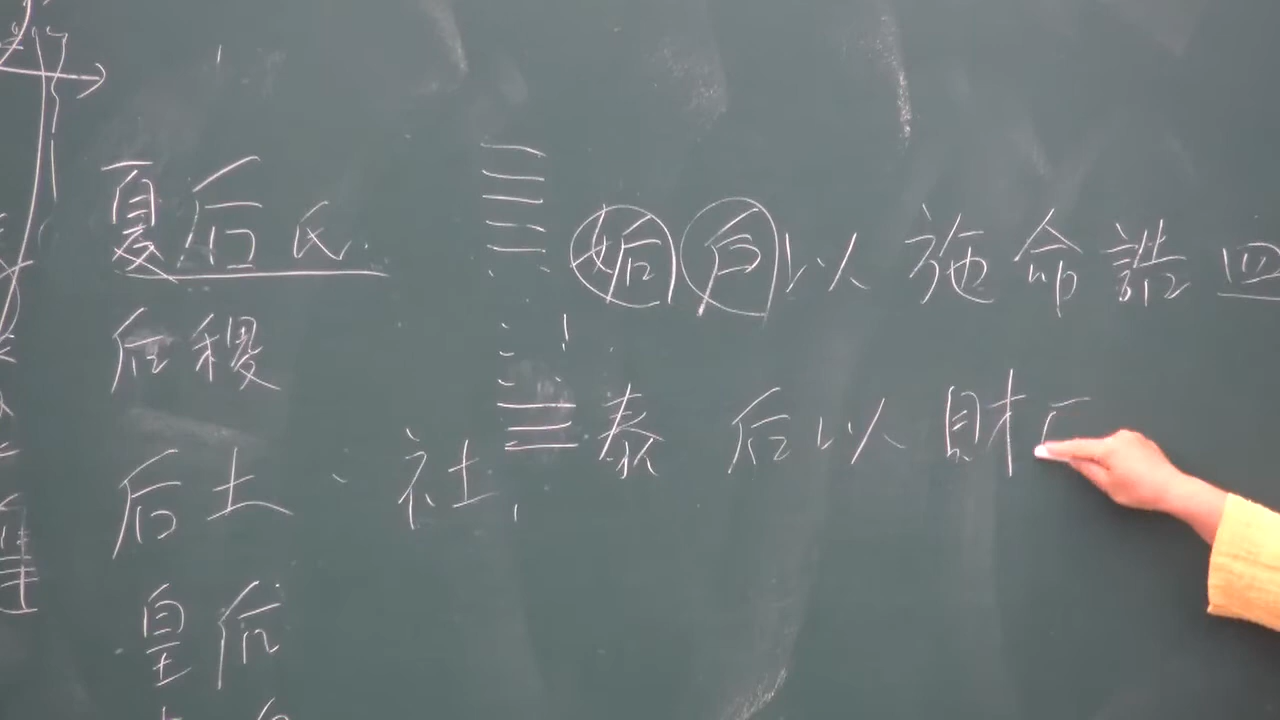 夏后氏
后稷
后土、社
皇后
姤后以施命誥四
泰 后以財